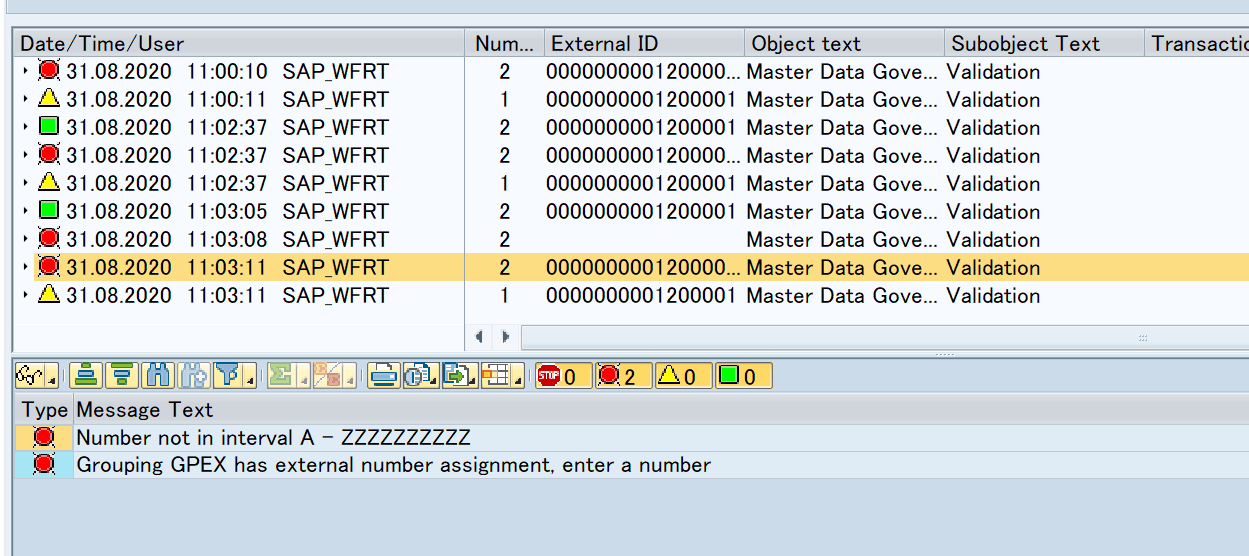 Date/Time/User Num... External ID Object text Subobject Text Transactio
31.08.2020 11:00:10 SAP_WFRT 2 000000000120000... Master Data Gove... Validation
31.08.2020 11:00:11 SAP_WFRT 1 0000000001200001 Master Data Gove... Validation
31.08.2020 11:02:37 SAP_WFRT 2 0000000001200001 Master Data Gove... Validation
31.08.2020 11:02:37 SAP_WFRT 2 000000000120000... Master Data Gove... Validation
31.08.2020 11:02:37 SAP_WFRT 1 0000000001200001 Master Data Gove... Validation
31.08.2020 11:03:05 SAP_WFRT 2 0000000001200001 Master Data Gove... Validation
31.08.2020 11:03:08 SAP_WFRT 2 Master Data Gove... Validation
31.08.2020 11:03:11 SAP_WFRT 2 000000000120000... Master Data Gove... Validation
31.08.2020 11:03:11 SAP_WFRT 1 0000000001200001 Master Data Gove... Validation
STOP 0 2 0 0
Type Message Text
Number not in interval A - ZZZZZZZZZZ
Grouping GPEX has external number assignment, enter a number